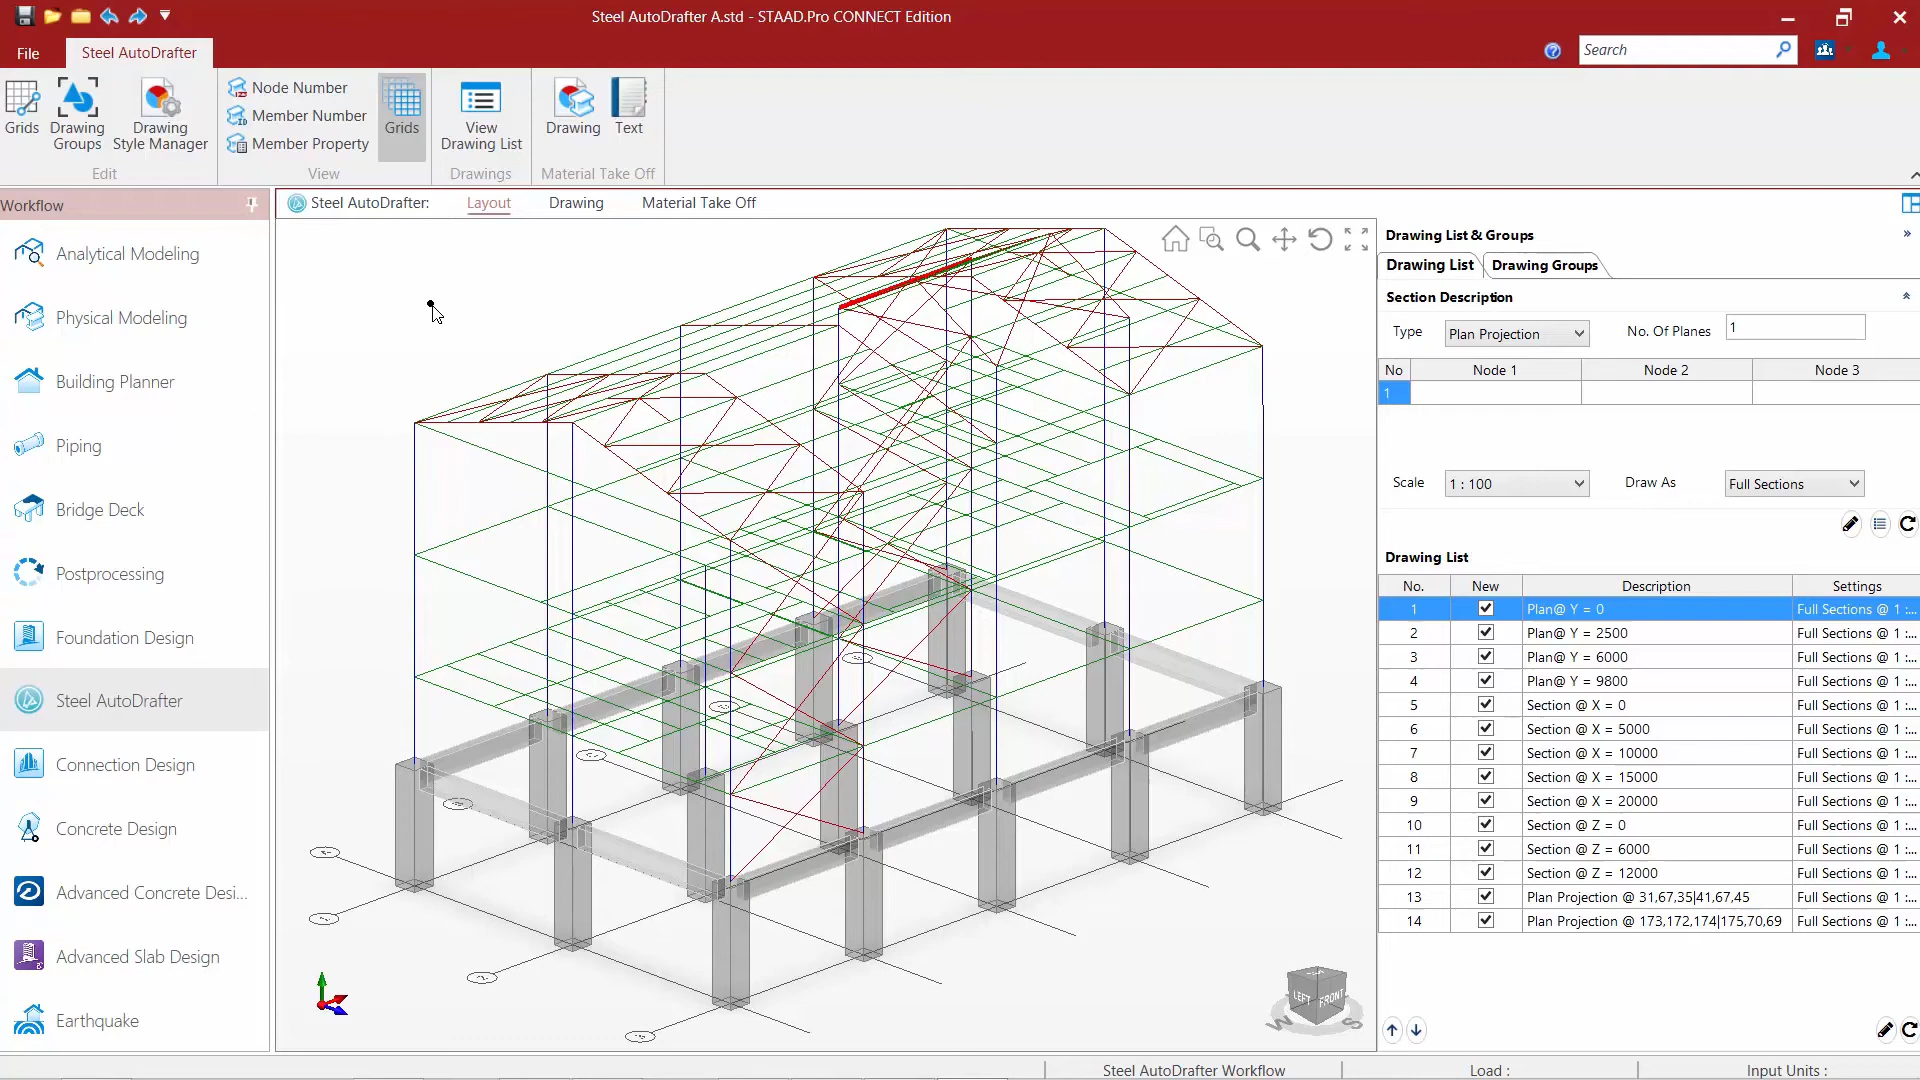 Steel AutoDrafter A.std - STAAD.Pro CONNECT Edition
File
Steel AutoDrafter
Search
Grids
Drawing
Groups
Drawing
Style Manager
Edit
Node Number
Member Number
Member Property
Grids
View
View
Drawing List
Drawings
Drawing
Text
Material Take Off
Workflow
Analytical Modeling
Physical Modeling
Building Planner
Piping
Bridge Deck
Postprocessing
Foundation Design
Steel AutoDrafter
Connection Design
Concrete Design
Advanced Concrete Desi...
Advanced Slab Design
Earthquake
Steel AutoDrafter: Layout Drawing Material Take Off
LEFT FRONT
W S
Drawing List & Groups
Drawing List Drawing Groups
Section Description
Type Plan Projection No. Of Planes 1
No Node 1 Node 2 Node 3
1
Scale 1 : 100 Draw As Full Sections
Drawing List
No. New Description Settings
1 Plan@ Y = 0 Full Sections @ 1 :...
2 Plan@ Y = 2500 Full Sections @ 1 :...
3 Plan@ Y = 6000 Full Sections @ 1 :...
4 Plan@ Y = 9800 Full Sections @ 1 :...
5 Section @ X = 0 Full Sections @ 1 :...
6 Section @ X = 5000 Full Sections @ 1 :...
7 Section @ X = 10000 Full Sections @ 1 :...
8 Section @ X = 15000 Full Sections @ 1 :...
9 Section @ X = 20000 Full Sections @ 1 :...
10 Section @ Z = 0 Full Sections @ 1 :...
11 Section @ Z = 6000 Full Sections @ 1 :...
12 Section @ Z = 12000 Full Sections @ 1 :...
13 Plan Projection @ 31,67,35|41,67,45 Full Sections @ 1 :...
14 Plan Projection @ 173,172,174|175,70,69 Full Sections @ 1 :...
Steel AutoDrafter Workflow Load : Input Units :